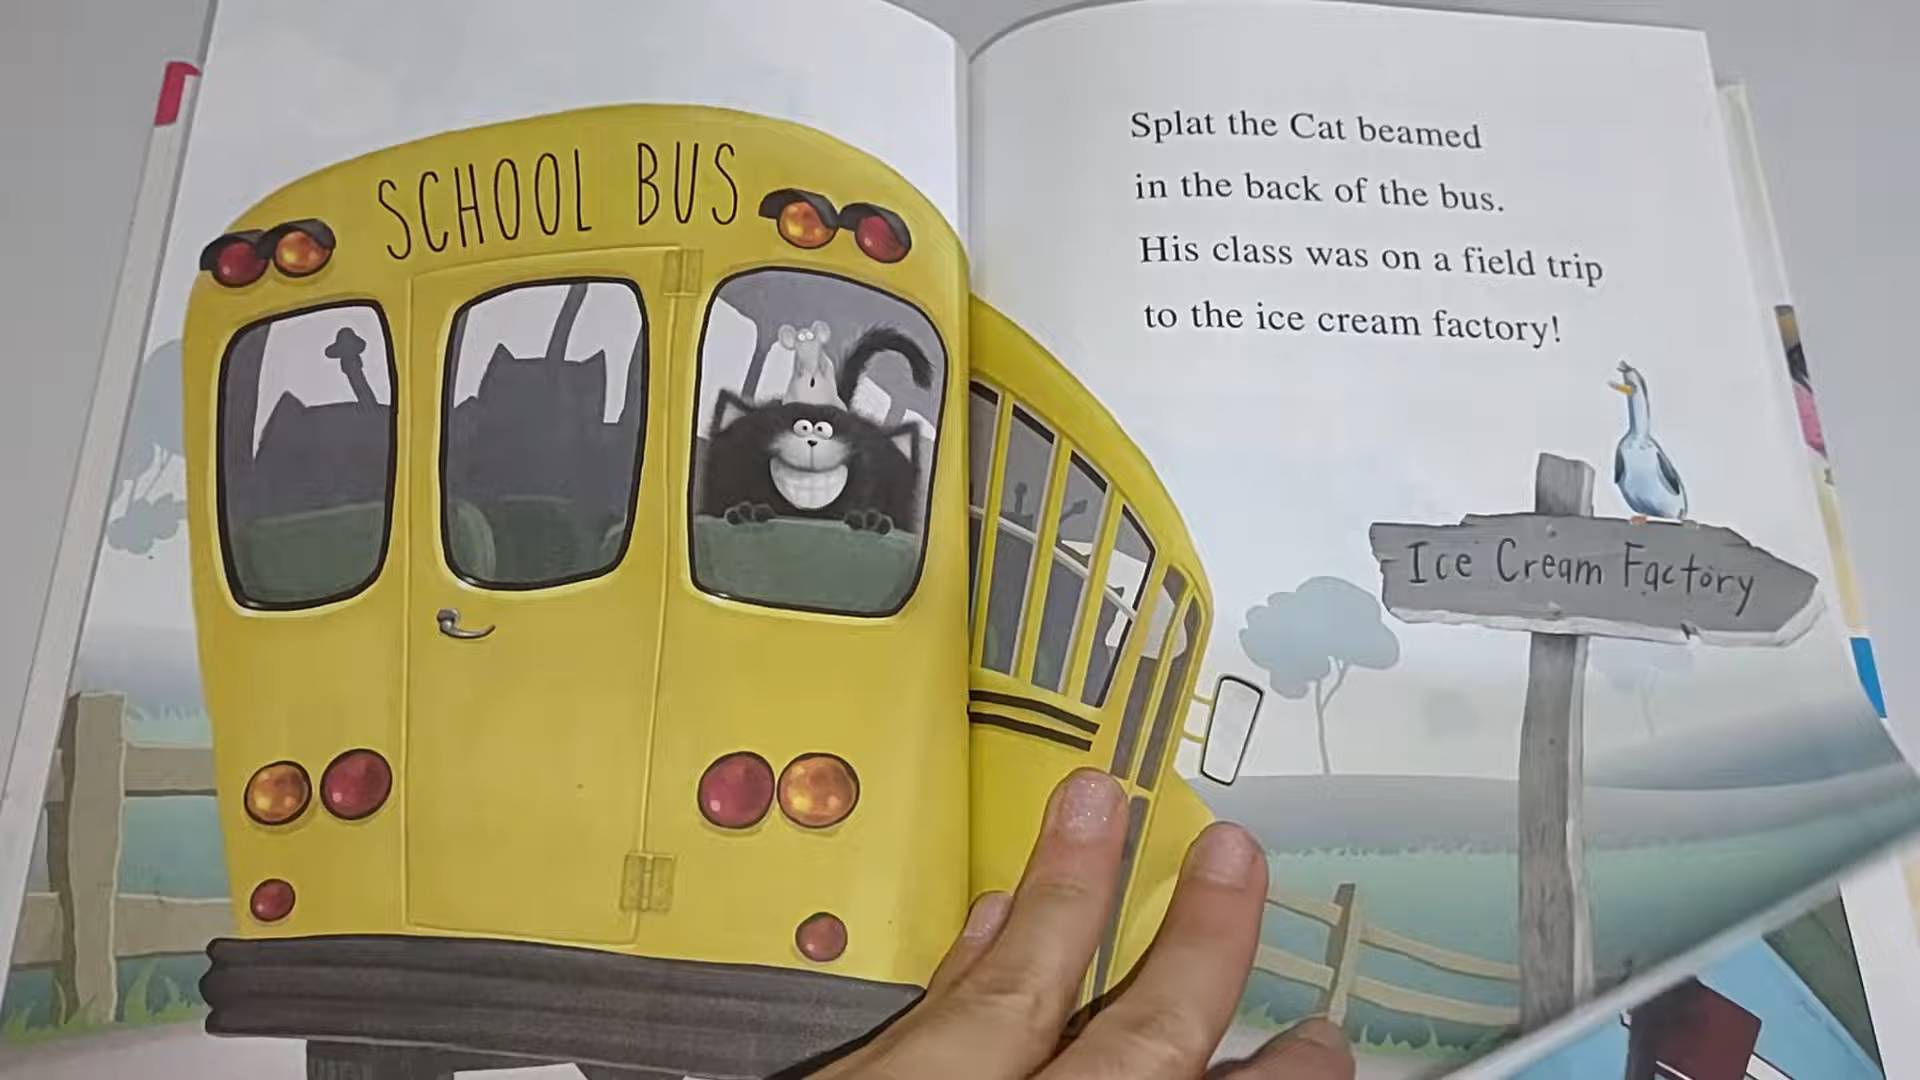 SCHOOL BUS
Splat the Cat beamed
in the back of the bus.
His class was on a field trip
to the ice cream factory!
Ice Cream Factory